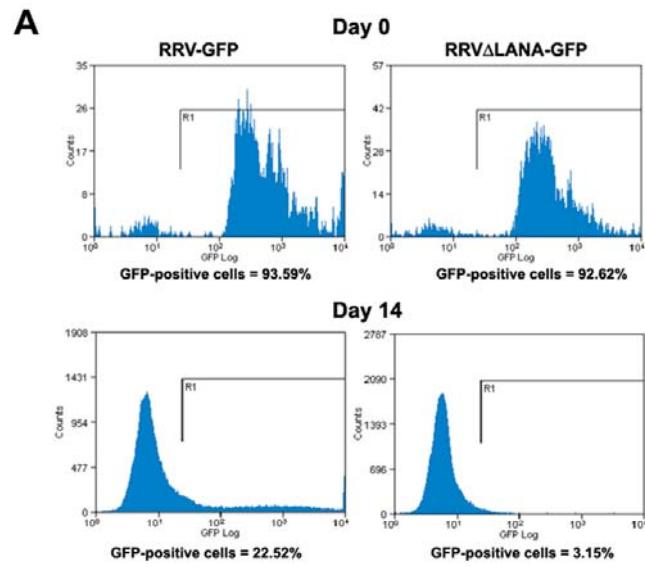 A
Day 0
RRV-GFP
RRVΔLANA-GFP
35
26
17
8
0
Counts
R1
10⁰ 10¹ 10² 10³ 10⁴
GFP Log
GFP-positive cells = 93.59%
57
42
28
14
0
Counts
R1
10⁰ 10¹ 10² 10³ 10⁴
GFP Log
GFP-positive cells = 92.62%
Day 14
1908
1431
954
477
0
Counts
R1
10⁰ 10¹ 10² 10³ 10⁴
GFP Log
GFP-positive cells = 22.52%
2787
2090
1393
696
0
Counts
R1
10⁰ 10¹ 10² 10³ 10⁴
GFP Log
GFP-positive cells = 3.15%